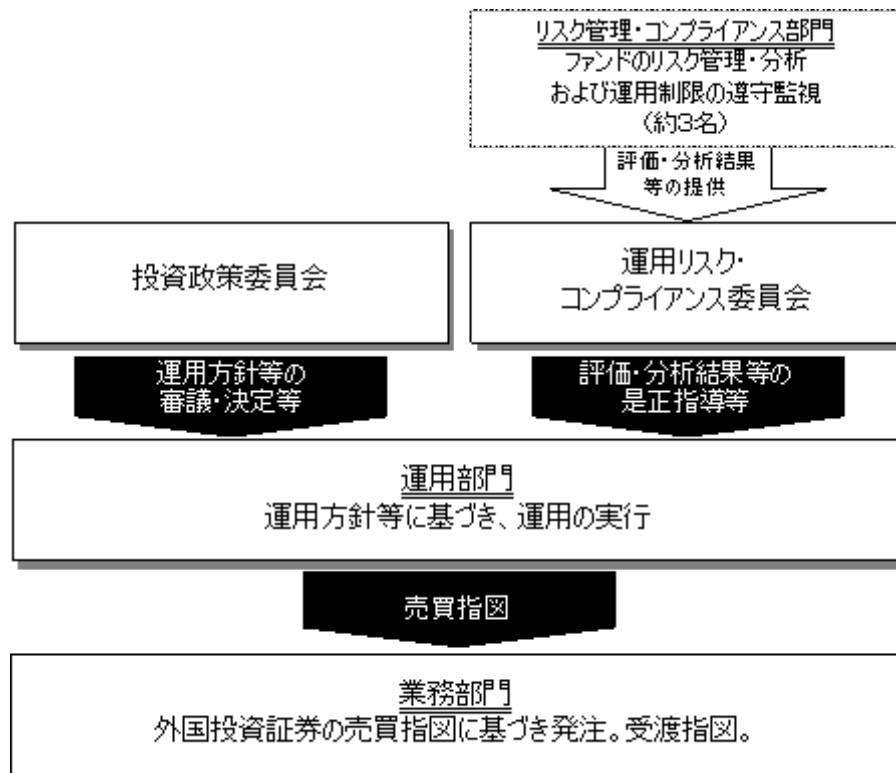 リスク管理・コンプライアンス部門
ファンドのリスク管理・分析
および運用制限の遵守監視
(約3名)
評価・分析結果
等の提供
投資政策委員会
運用リスク・
コンプライアンス委員会
運用方針等の
審議・決定等
評価・分析結果等の
是正指導等
運用部門
運用方針等に基づき、運用の実行
売買指図
業務部門
外国投資証券の売買指図に基づき発注。受渡指図。